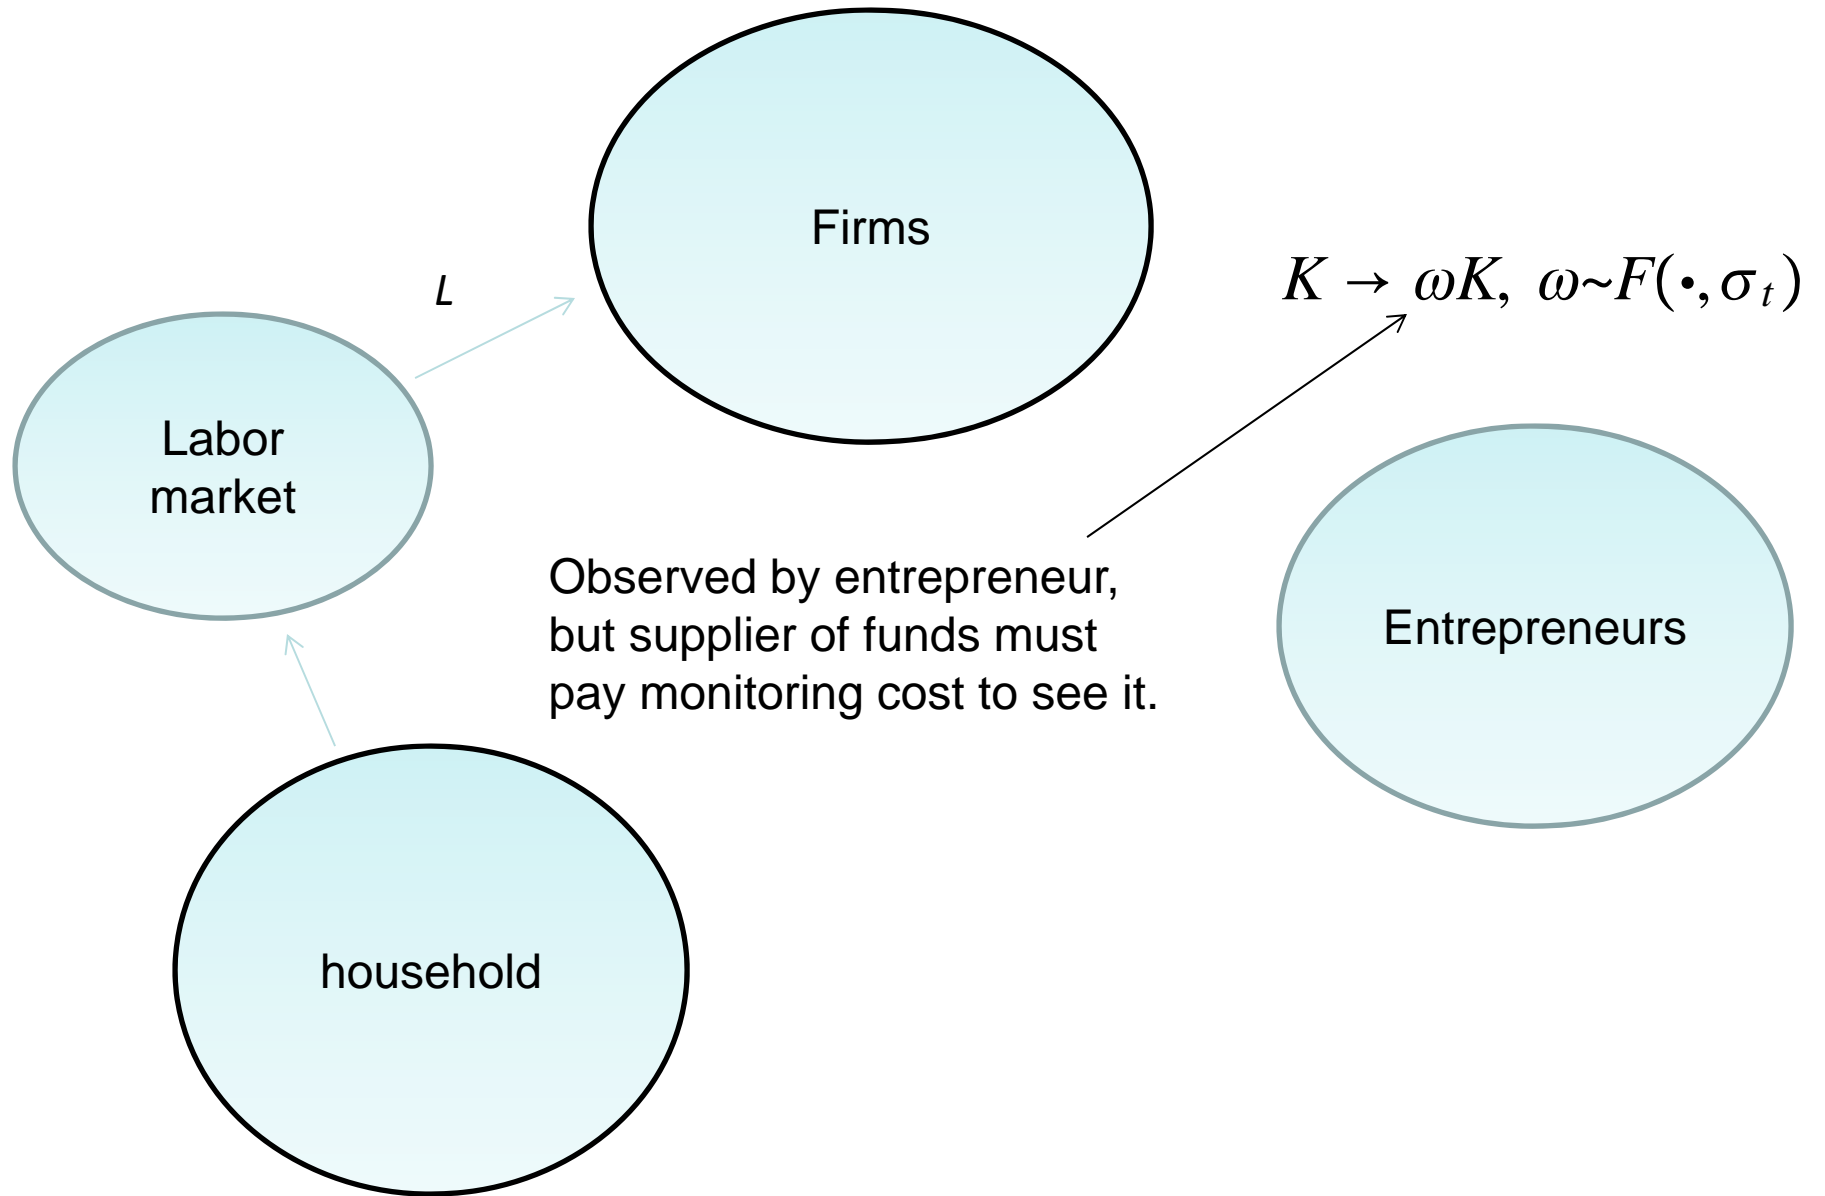 Firms
K → ωK, ω~F(•, σ_t)
L
Labor
market
Observed by entrepreneur,
but supplier of funds must
pay monitoring cost to see it.
Entrepreneurs
household